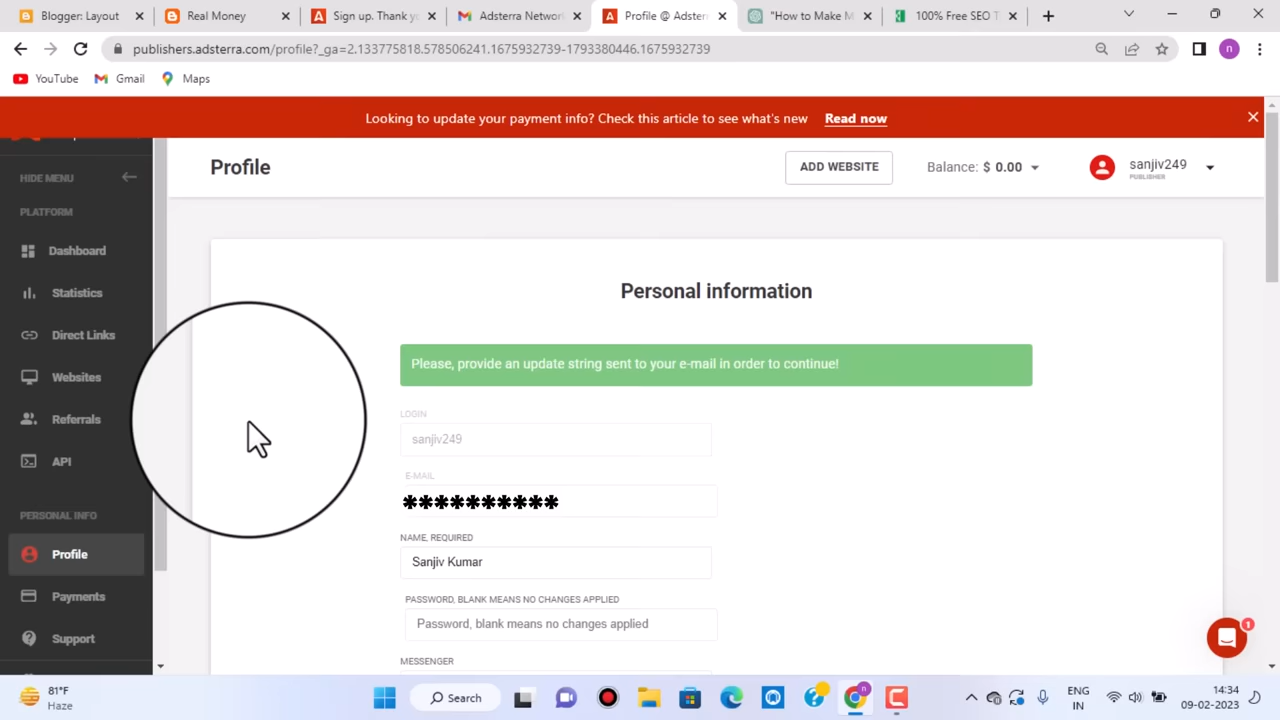 Blogger: Layout
Real Money
Sign up. Thank y
Adsterra Networ
Profile @ Adsterr
"How to Make M
100% Free SEO T
publishers.adsterra.com/profile?_ga=2.133775818.578506241.1675932739-1793380446.1675932739
n
YouTube
Gmail
Maps
Looking to update your payment info? Check this article to see what's new Read now
HIDE MENU
Profile
ADD WEBSITE
Balance: $ 0.00
sanjiv249
PUBLISHER
PLATFORM
Dashboard
Statistics
Direct Links
Websites
Referrals
API
PERSONAL INFO
Profile
Payments
Support
Personal information
Please, provide an update string sent to your e-mail in order to continue!
LOGIN
sanjiv249
E-MAIL
**********
NAME, REQUIRED
Sanjiv Kumar
PASSWORD, BLANK MEANS NO CHANGES APPLIED
Password, blank means no changes applied
MESSENGER
1
81°F
Haze
Search
n
ENG
IN
14:34
09-02-2023